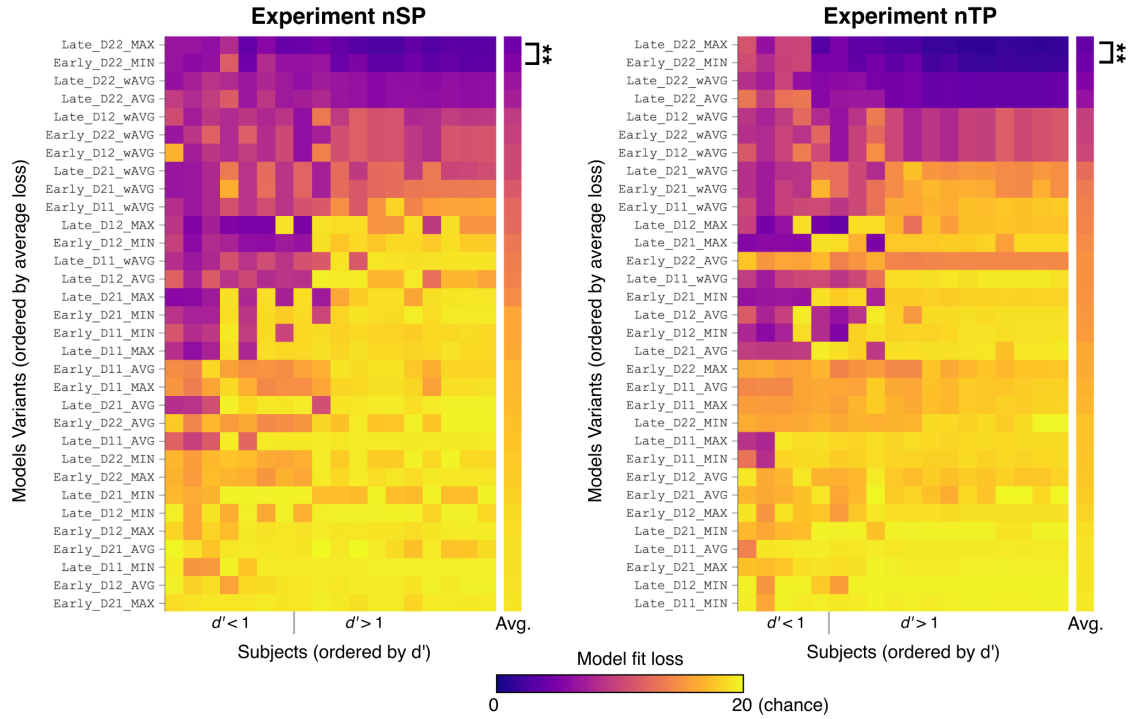 Experiment nSP
Models Variants (ordered by average loss)
Late_D22_MAX
Early_D22_MIN
Late_D22_wAVG
Late_D22_AVG
Late_D12_wAVG
Early_D22_wAVG
Early_D12_wAVG
Late_D21_wAVG
Early_D21_wAVG
Early_D11_wAVG
Late_D12_MAX
Early_D12_MIN
Late_D11_wAVG
Late_D12_AVG
Late_D21_MAX
Early_D21_MIN
Early_D11_MIN
Late_D11_MAX
Early_D11_AVG
Early_D11_MAX
Late_D21_AVG
Early_D22_AVG
Late_D11_AVG
Late_D22_MIN
Early_D22_MAX
Late_D21_MIN
Late_D12_MIN
Early_D12_MAX
Early_D21_AVG
Late_D11_MIN
Early_D12_AVG
Early_D21_MAX
**
d'<1
d'>1
Avg.
Subjects (ordered by d')
Experiment nTP
Models Variants (ordered by average loss)
Late_D22_MAX
Early_D22_MIN
Late_D22_wAVG
Late_D22_AVG
Late_D12_wAVG
Early_D22_wAVG
Early_D12_wAVG
Late_D21_wAVG
Early_D21_wAVG
Early_D11_wAVG
Late_D12_MAX
Late_D21_MAX
Early_D22_AVG
Late_D11_wAVG
Early_D21_MIN
Late_D12_AVG
Early_D12_MIN
Late_D21_AVG
Early_D22_MAX
Early_D11_AVG
Early_D11_MAX
Late_D22_MIN
Late_D11_MAX
Early_D11_MIN
Early_D12_AVG
Early_D21_AVG
Early_D12_MAX
Late_D21_MIN
Late_D11_AVG
Early_D21_MAX
Late_D12_MIN
Late_D11_MIN
**
d'<1
d'>1
Avg.
Subjects (ordered by d')
Model fit loss
0
20 (chance)